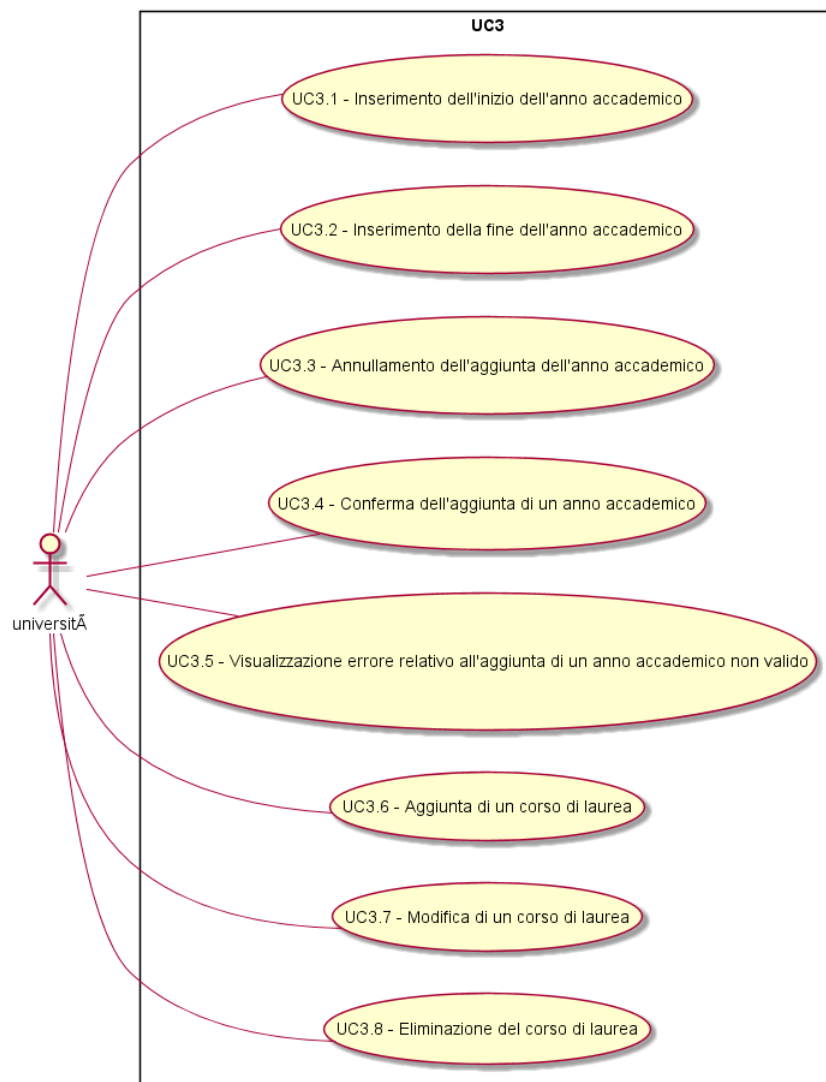 UC3
UC3.1 - Inserimento dell'inizio dell'anno accademico
UC3.2 - Inserimento della fine dell'anno accademico
UC3.3 - Annullamento dell'aggiunta dell'anno accademico
UC3.4 - Conferma dell'aggiunta di un anno accademico
universitÃ
UC3.5 - Visualizzazione errore relativo all'aggiunta di un anno accademico non valido
UC3.6 - Aggiunta di un corso di laurea
UC3.7 - Modifica di un corso di laurea
UC3.8 - Eliminazione del corso di laurea